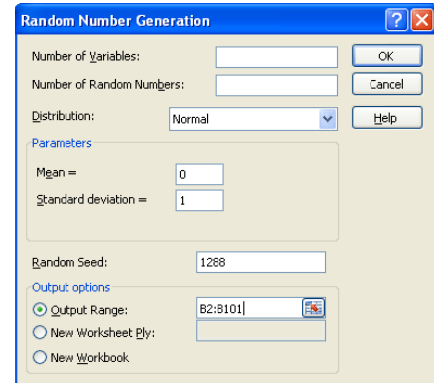 Random Number Generation
Number of Variables:
OK
Number of Random Numbers:
Cancel
Distribution: Normal
Help
Parameters
Mean = 0
Standard deviation = 1
Random Seed: 1288
Output options
Output Range: B2:B101
New Worksheet Ply:
New Workbook